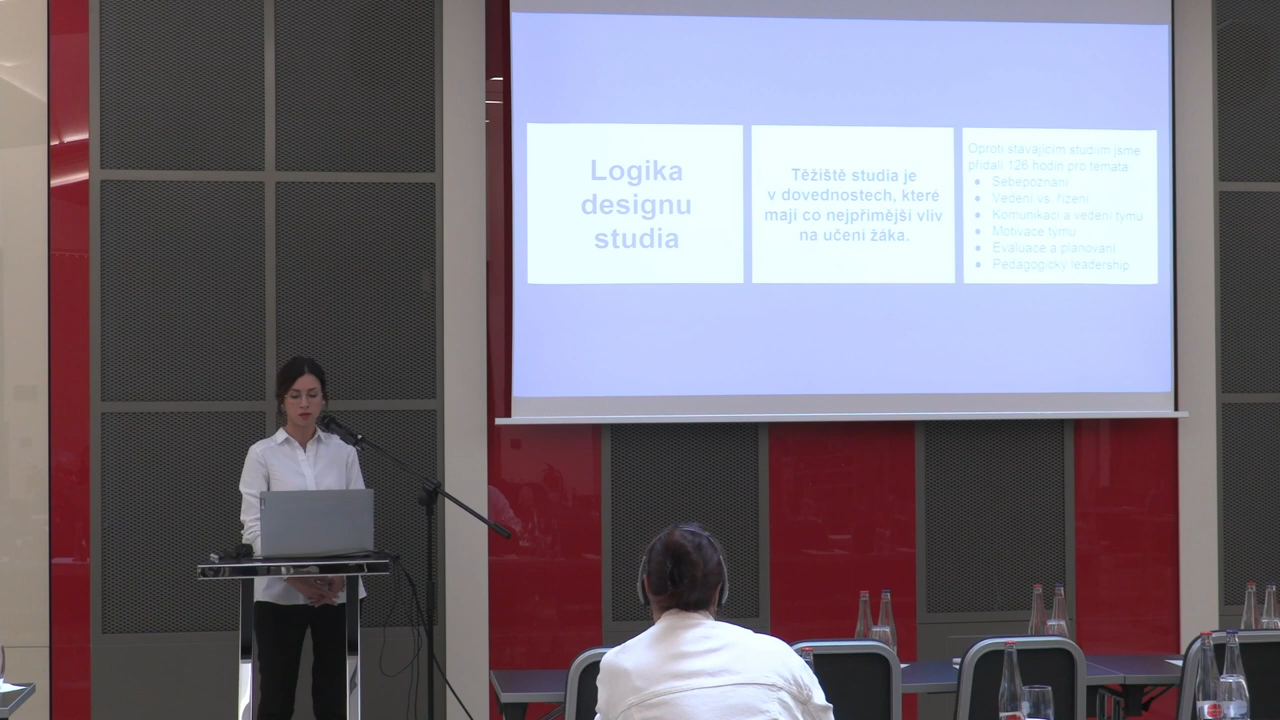 Logika
designu
studia
Těžiště studia je
v dovednostech, které
mají co nejpřímější vliv
na učení žáka.
Oproti stávajícím studiím jsme
přidali 126 hodin pro témata:
● Sebepoznání
● Vedení vs. řízení
● Komunikaci a vedení týmu
● Motivace týmu
● Evaluace a plánování
● Pedagogický leadership